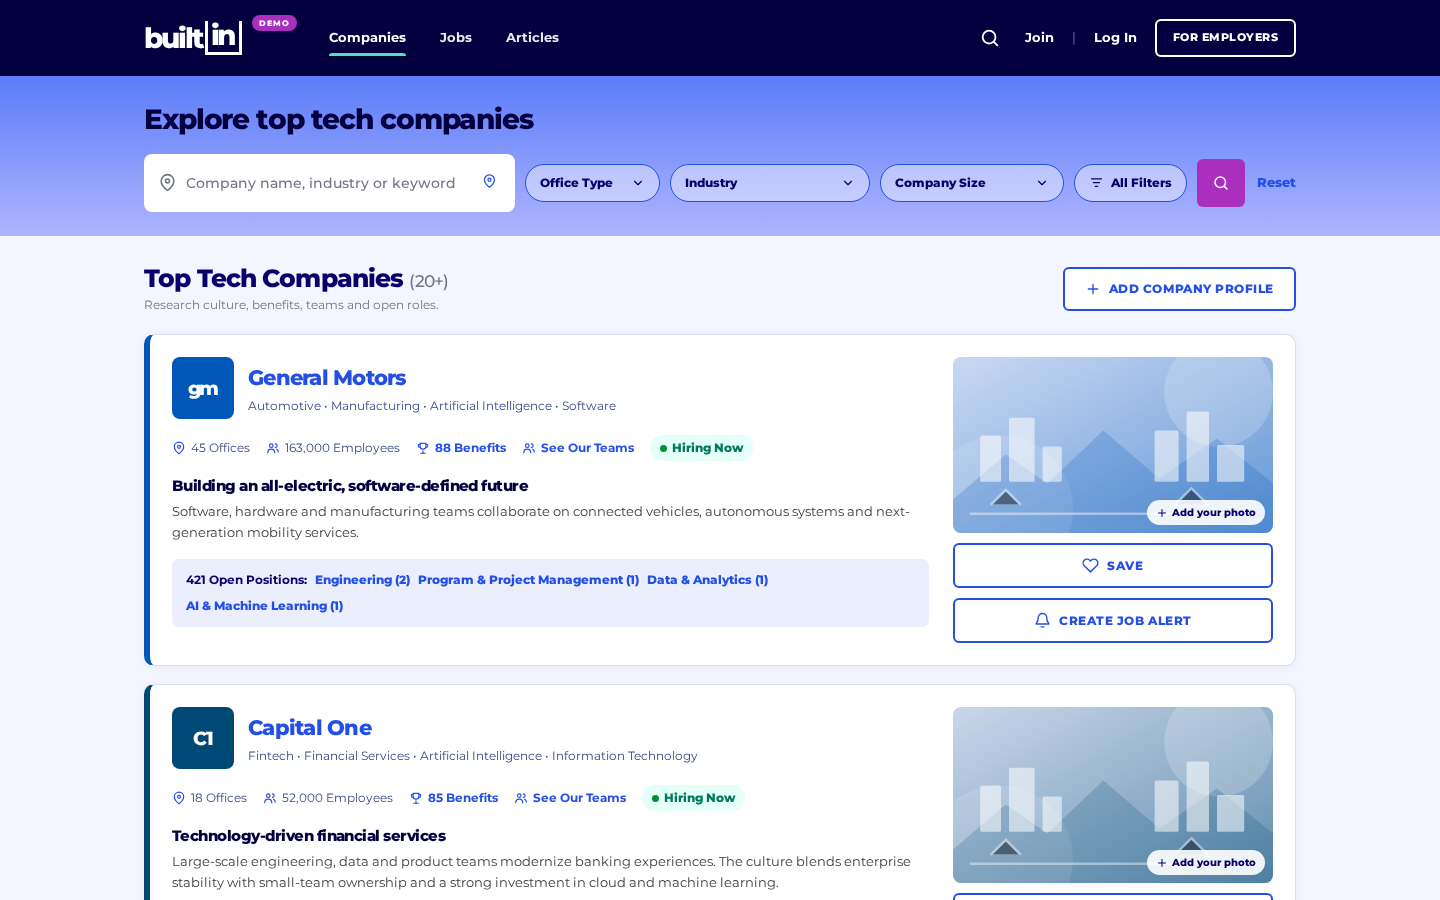 built in DEMO Companies Jobs Articles Join | Log In FOR EMPLOYERS
Explore top tech companies
Company name, industry or keyword Office Type Industry Company Size All Filters Reset
Top Tech Companies (20+)
Research culture, benefits, teams and open roles.
+ ADD COMPANY PROFILE
gm
General Motors
Automotive • Manufacturing • Artificial Intelligence • Software
45 Offices 163,000 Employees 88 Benefits See Our Teams Hiring Now
Building an all-electric, software-defined future
Software, hardware and manufacturing teams collaborate on connected vehicles, autonomous systems and next-
generation mobility services.
421 Open Positions: Engineering (2) Program & Project Management (1) Data & Analytics (1)
AI & Machine Learning (1)
+ Add your photo
SAVE
CREATE JOB ALERT
C1
Capital One
Fintech • Financial Services • Artificial Intelligence • Information Technology
18 Offices 52,000 Employees 85 Benefits See Our Teams Hiring Now
Technology-driven financial services
Large-scale engineering, data and product teams modernize banking experiences. The culture blends enterprise
stability with small-team ownership and a strong investment in cloud and machine learning.
+ Add your photo